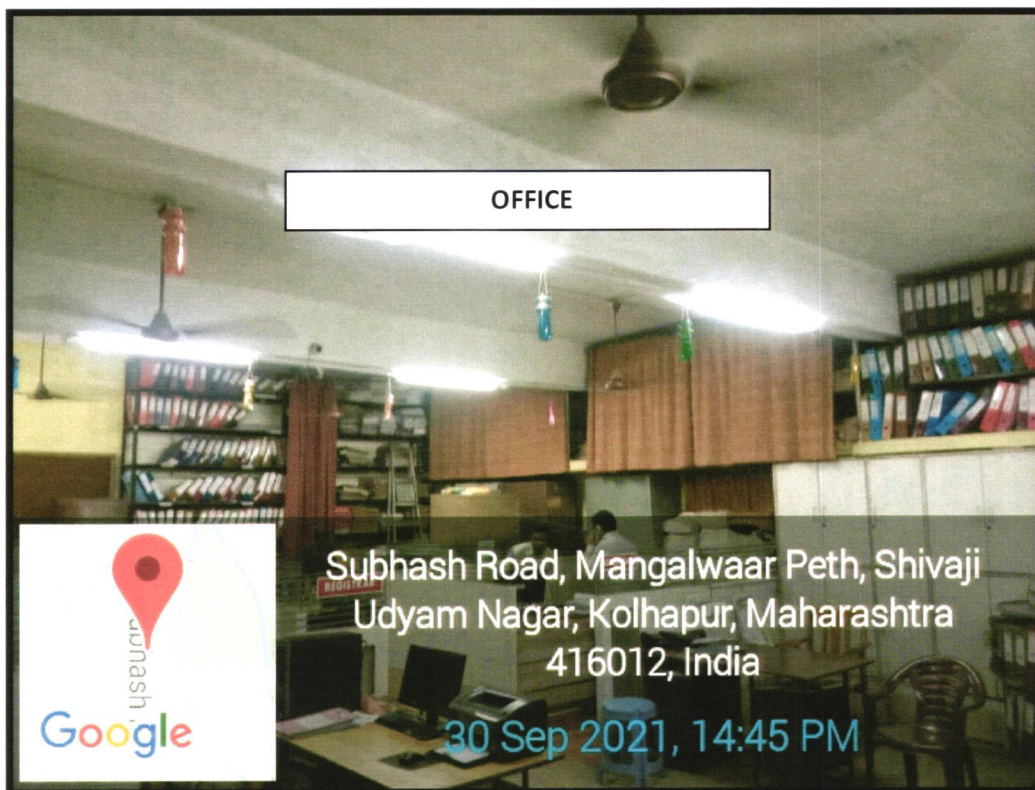 OFFICE
REGISTRAR
Subhash Road, Mangalwaar Peth, Shivaji
Udyam Nagar, Kolhapur, Maharashtra
416012, India
30 Sep 2021, 14:45 PM
Google